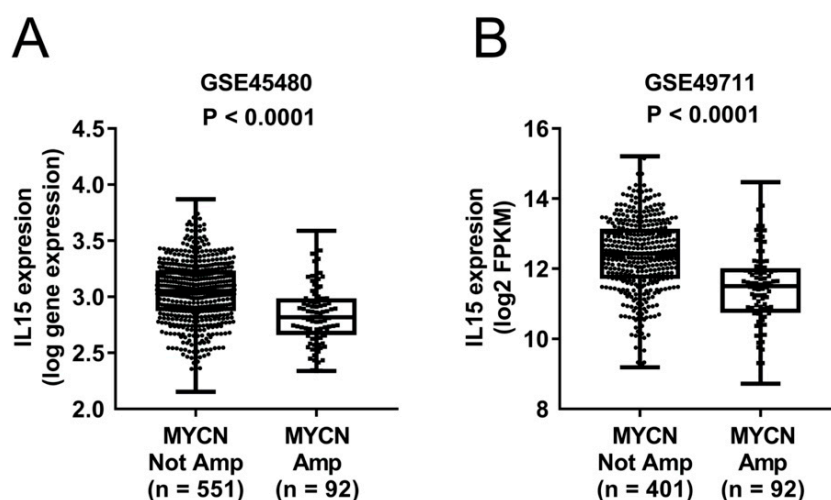 A
GSE45480
P < 0.0001
IL15 expresion
(log gene expression)
4.5
4.0
3.5
3.0
2.5
2.0
MYCN
Not Amp
(n = 551)
MYCN
Amp
(n = 92)
B
GSE49711
P < 0.0001
IL15 expresion
(log2 FPKM)
16
14
12
10
8
MYCN
Not Amp
(n = 401)
MYCN
Amp
(n = 92)